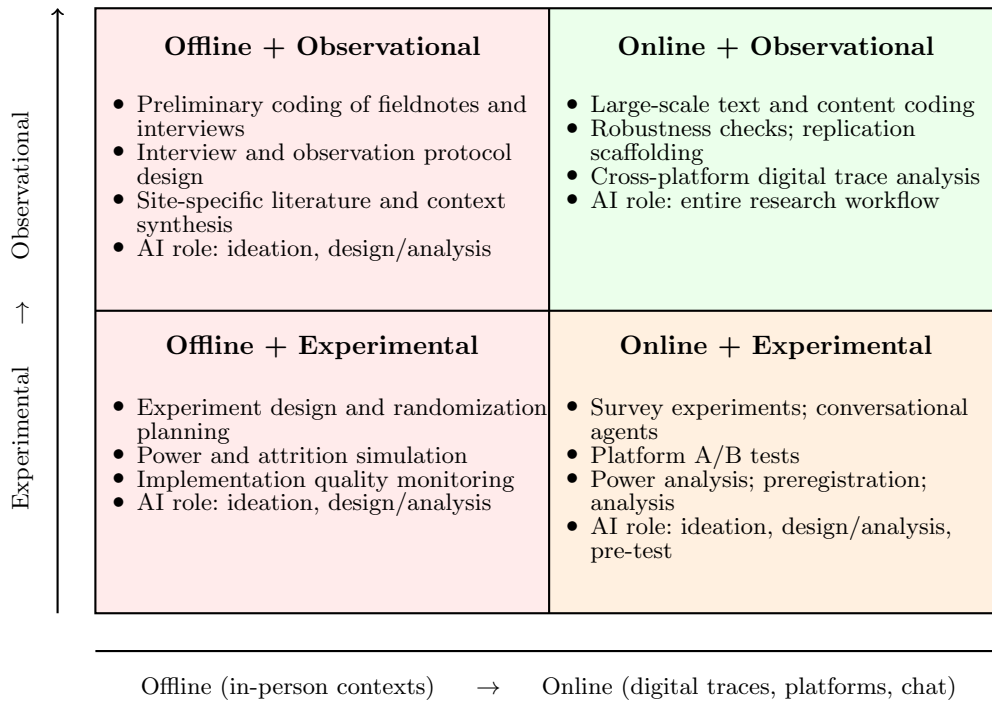 Offline + Observational
• Preliminary coding of fieldnotes and
interviews
• Interview and observation protocol
design
• Site-specific literature and context
synthesis
• AI role: ideation, design/analysis
Online + Observational
• Large-scale text and content coding
• Robustness checks; replication
scaffolding
• Cross-platform digital trace analysis
• AI role: entire research workflow
Offline + Experimental
• Experiment design and randomization
planning
• Power and attrition simulation
• Implementation quality monitoring
• AI role: ideation, design/analysis
Online + Experimental
• Survey experiments; conversational
agents
• Platform A/B tests
• Power analysis; preregistration;
analysis
• AI role: ideation, design/analysis,
pre-test
Experimental → Observational
Offline (in-person contexts) → Online (digital traces, platforms, chat)